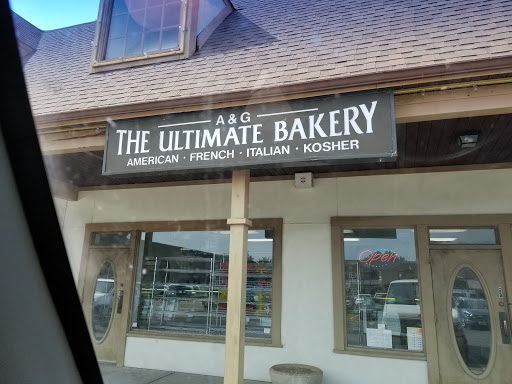 A & G
THE ULTIMATE BAKERY
AMERICAN · FRENCH · ITALIAN · KOSHER
Open